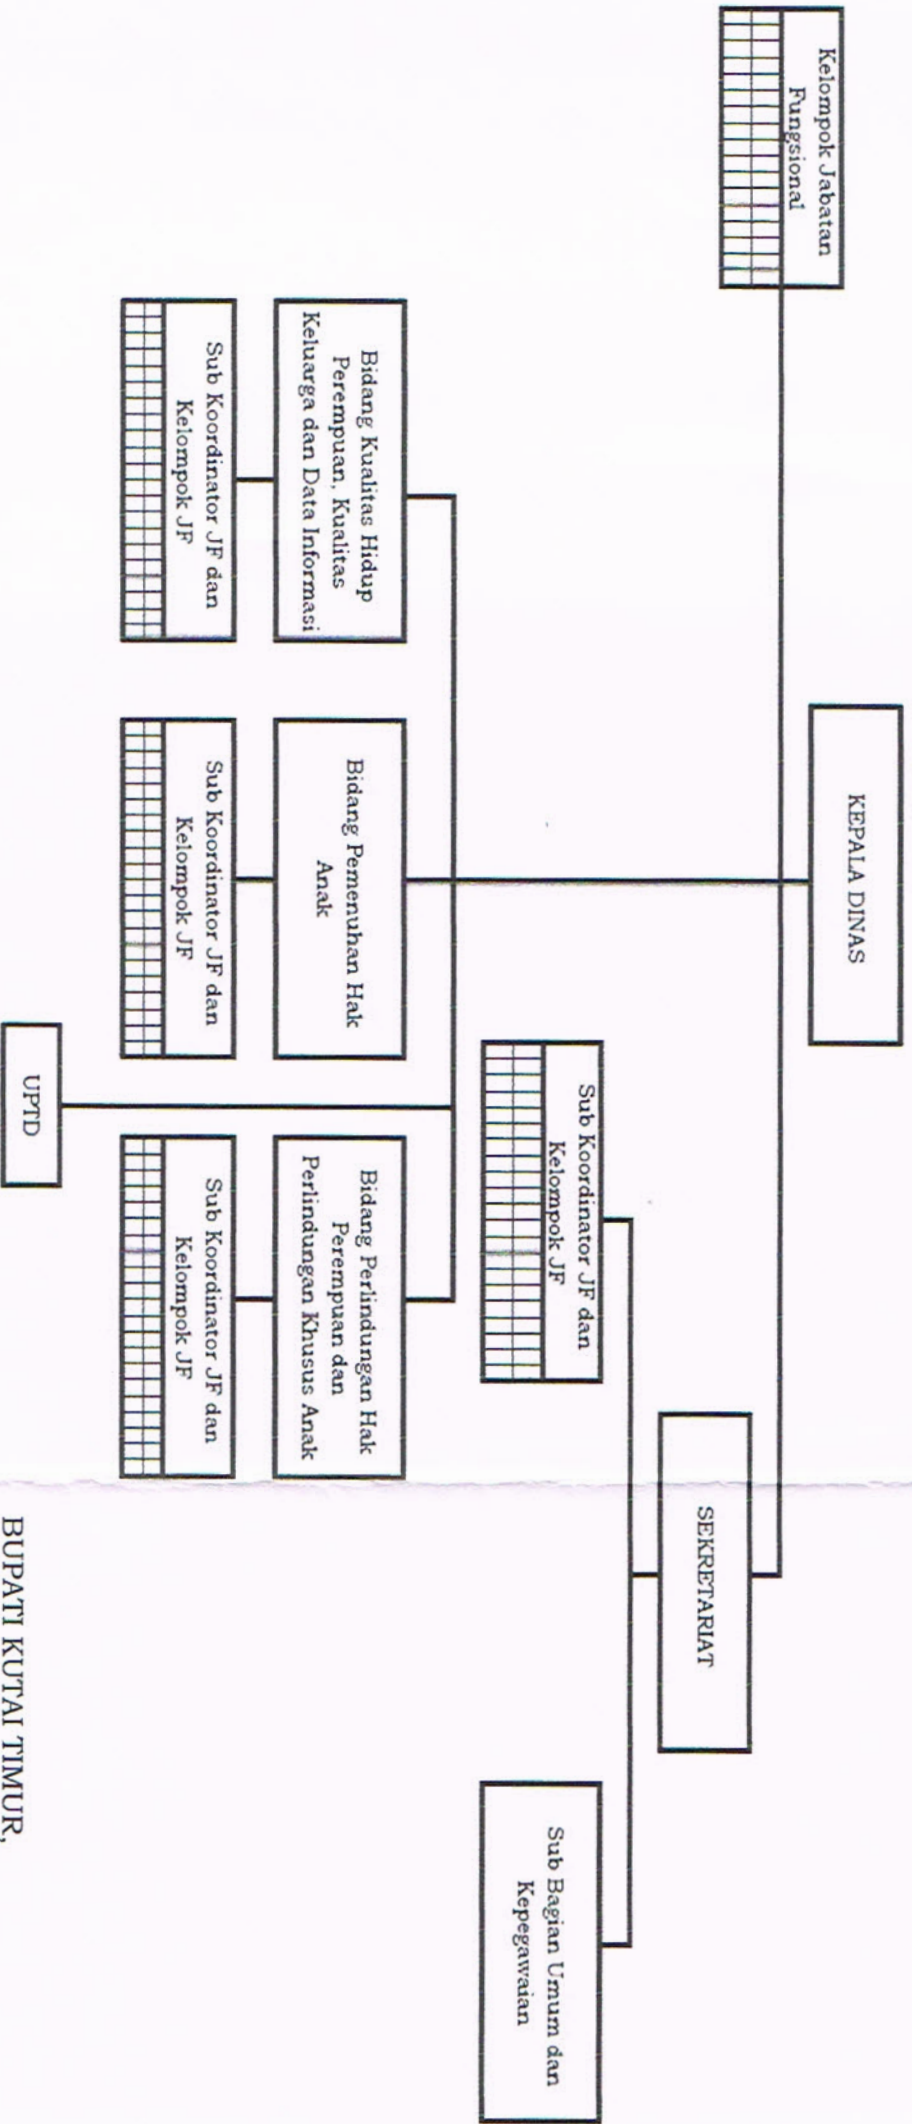 KEPALA DINAS
Kelompok Jabatan
Fungsional
SEKRETARIAT
Sub Koordinator JF dan
Kelompok JF
Sub Bagian Umum dan
Kepegawaian
Bidang Kualitas Hidup
Perempuan, Kualitas
Keluarga dan Data Informasi
Bidang Pemenuhan Hak
Anak
Bidang Perlindungan Hak
Perempuan dan
Perlindungan Khusus Anak
Sub Koordinator JF dan
Kelompok JF
Sub Koordinator JF dan
Kelompok JF
Sub Koordinator JF dan
Kelompok JF
UPTD
BUPATI KUTAI TIMUR,